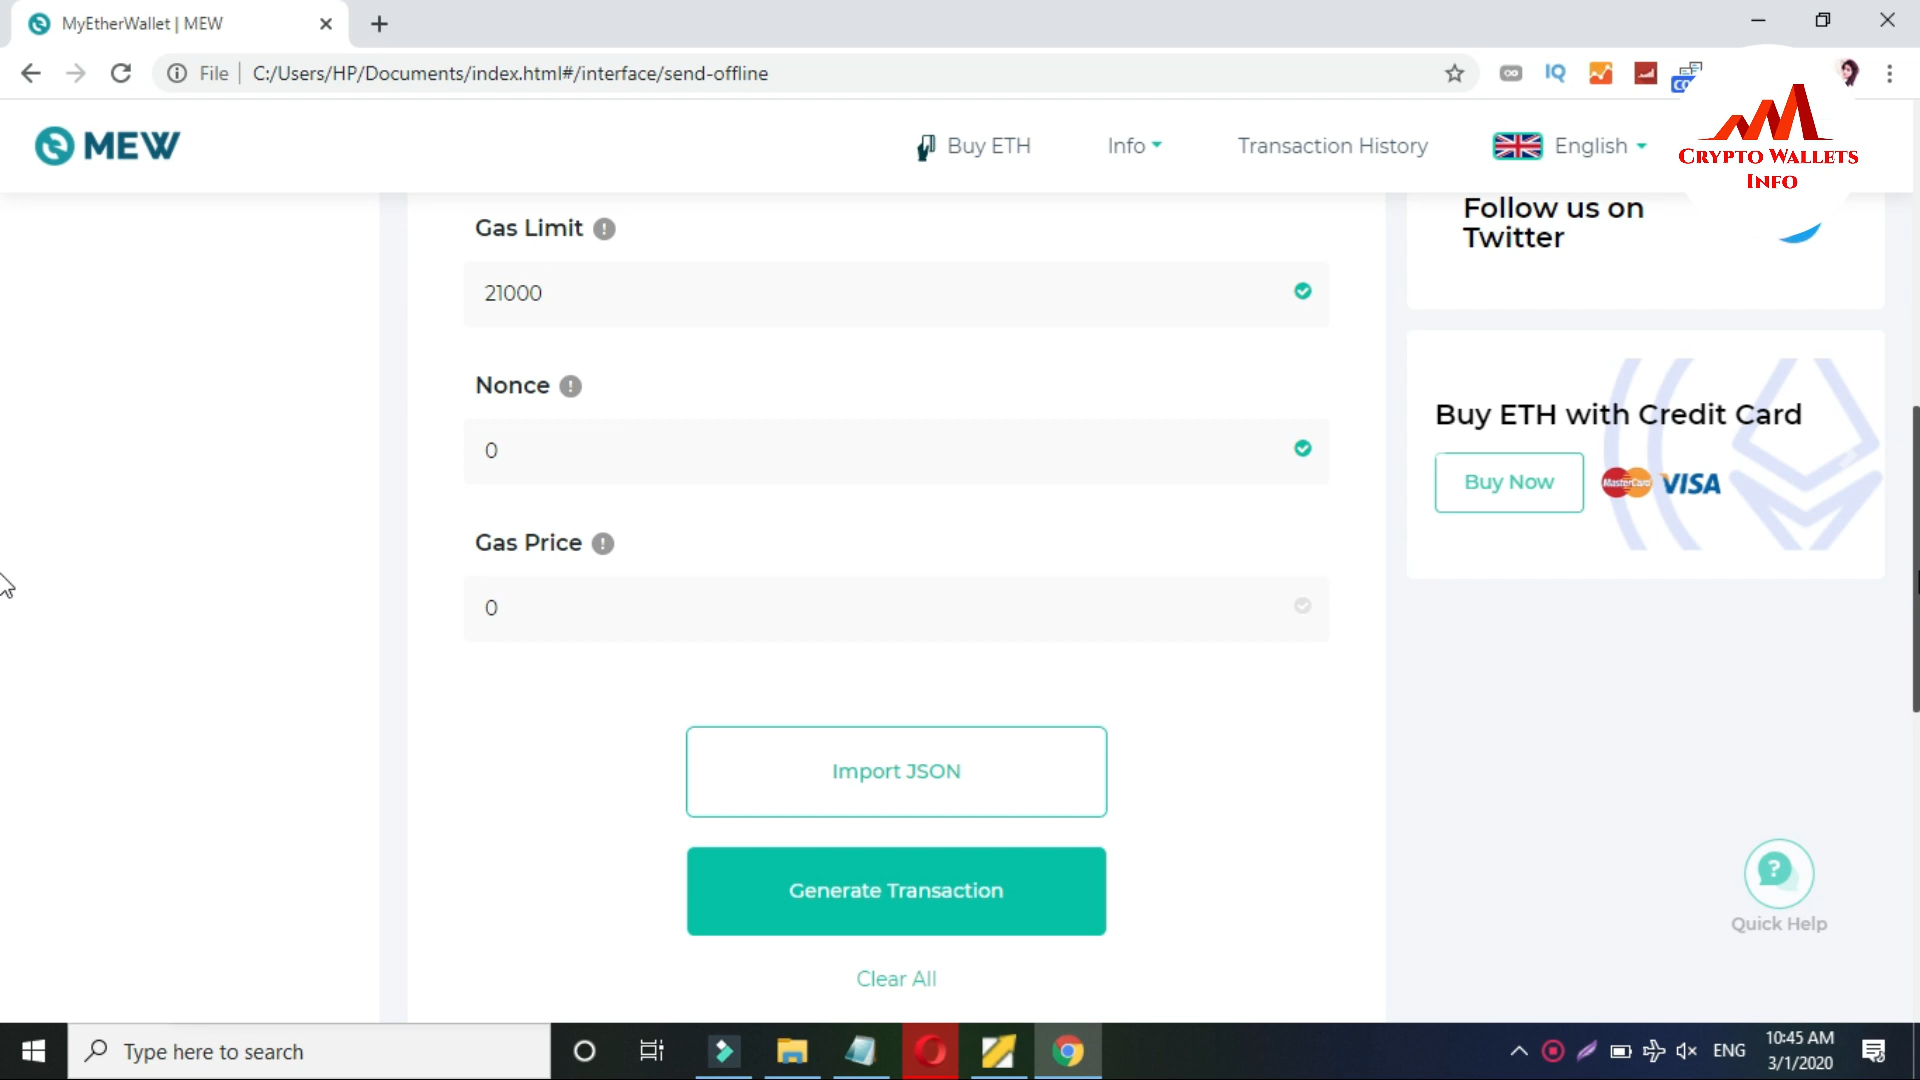 MyEtherWallet | MEW
File
C:/Users/HP/Documents/index.html#/interface/send-offline
IQ
MEW
Buy ETH
Info
Transaction History
English
CRYPTO WALLETS
INFO
Gas Limit
21000
Nonce
0
Gas Price
0
Import JSON
Generate Transaction
Clear All
Follow us on
Twitter
Buy ETH with Credit Card
Buy Now
MasterCard
VISA
Quick Help
Type here to search
ENG
10:45 AM
3/1/2020